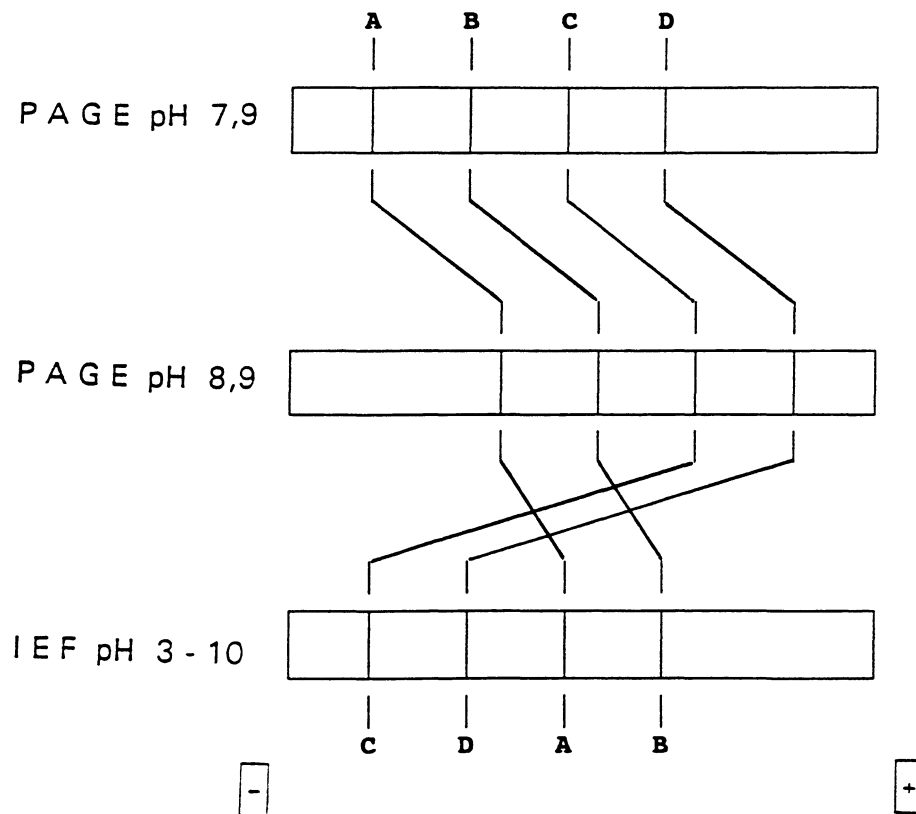 A B C D
PAGE pH 7,9
PAGE pH 8,9
IEF pH 3-10
C D A B
- +